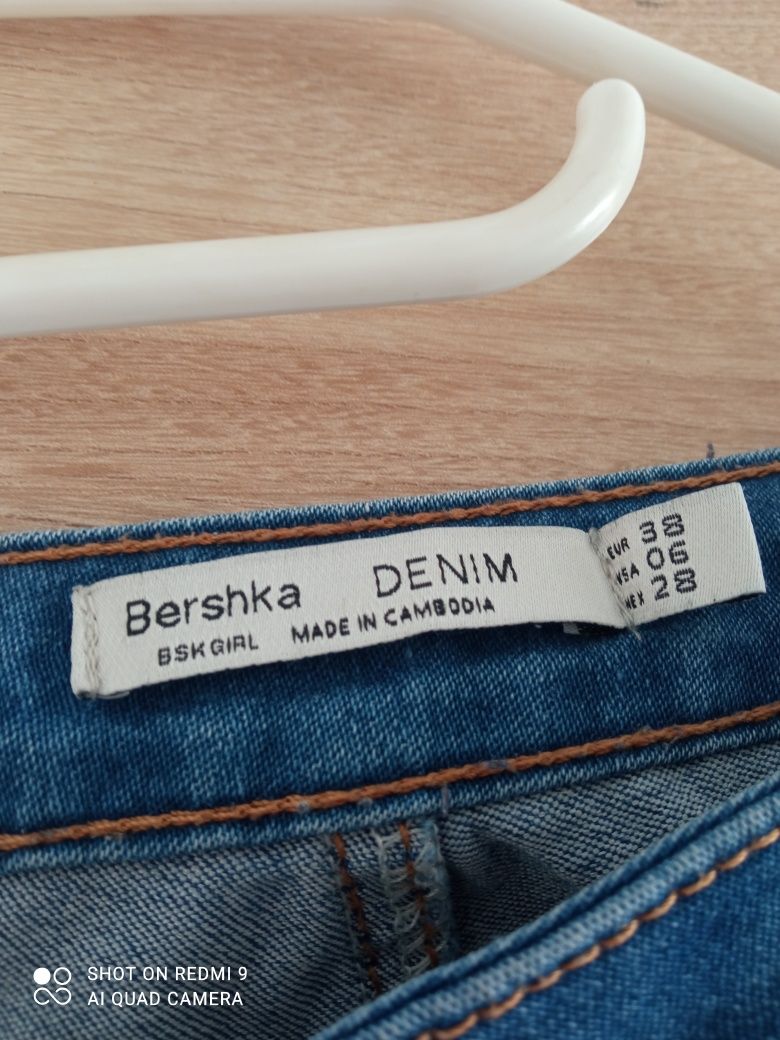 Bershka DENIM
BSKGIRL MADE IN CAMBODIA
EUR 38
USA 06
MEX 28
SHOT ON REDMI 9
AI QUAD CAMERA